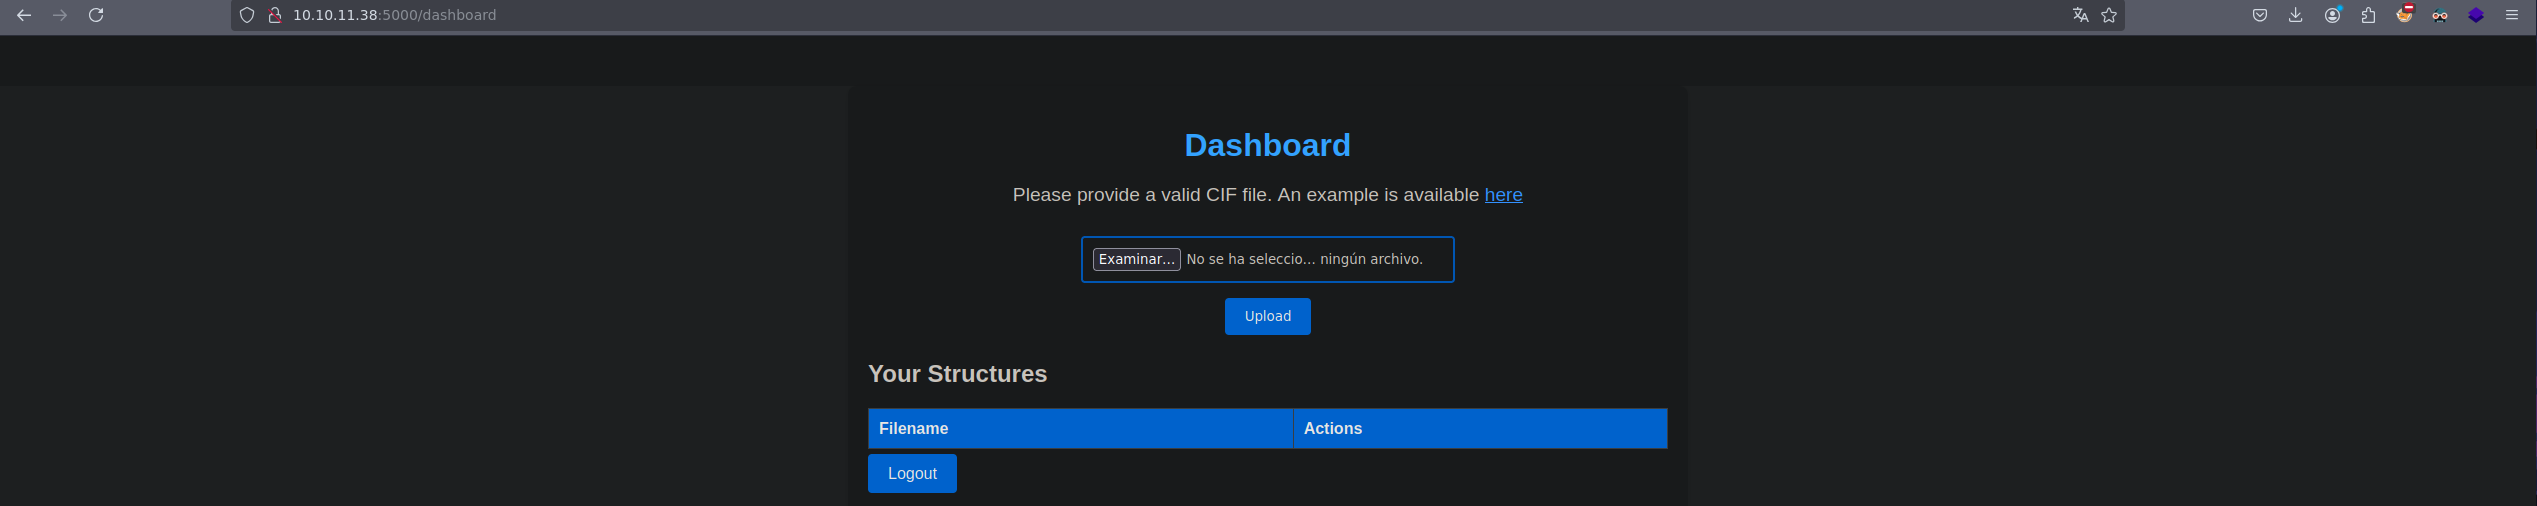 10.10.11.38:5000/dashboard
Dashboard
Please provide a valid CIF file. An example is available here
Examinar... No se ha seleccio... ningún archivo.
Upload
Your Structures
Filename Actions
Logout